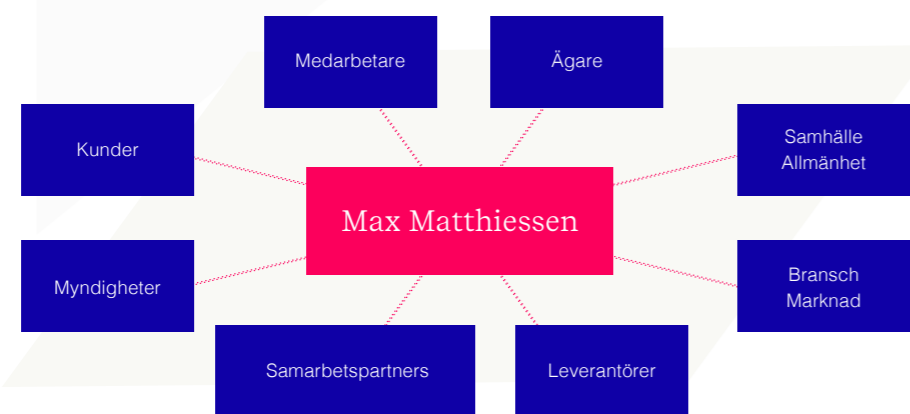 Medarbetare
Ägare
Kunder
Samhälle
Allmänhet
Max Matthiessen
Myndigheter
Bransch
Marknad
Samarbetspartners
Leverantörer